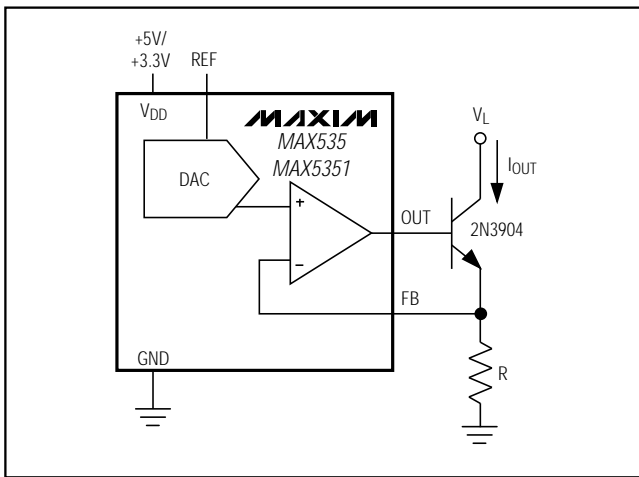 +5V/
+3.3V
REF
VDD
MAXIM
MAX535
MAX5351
DAC
+
−
OUT
FB
GND
VL
IOUT
2N3904
R